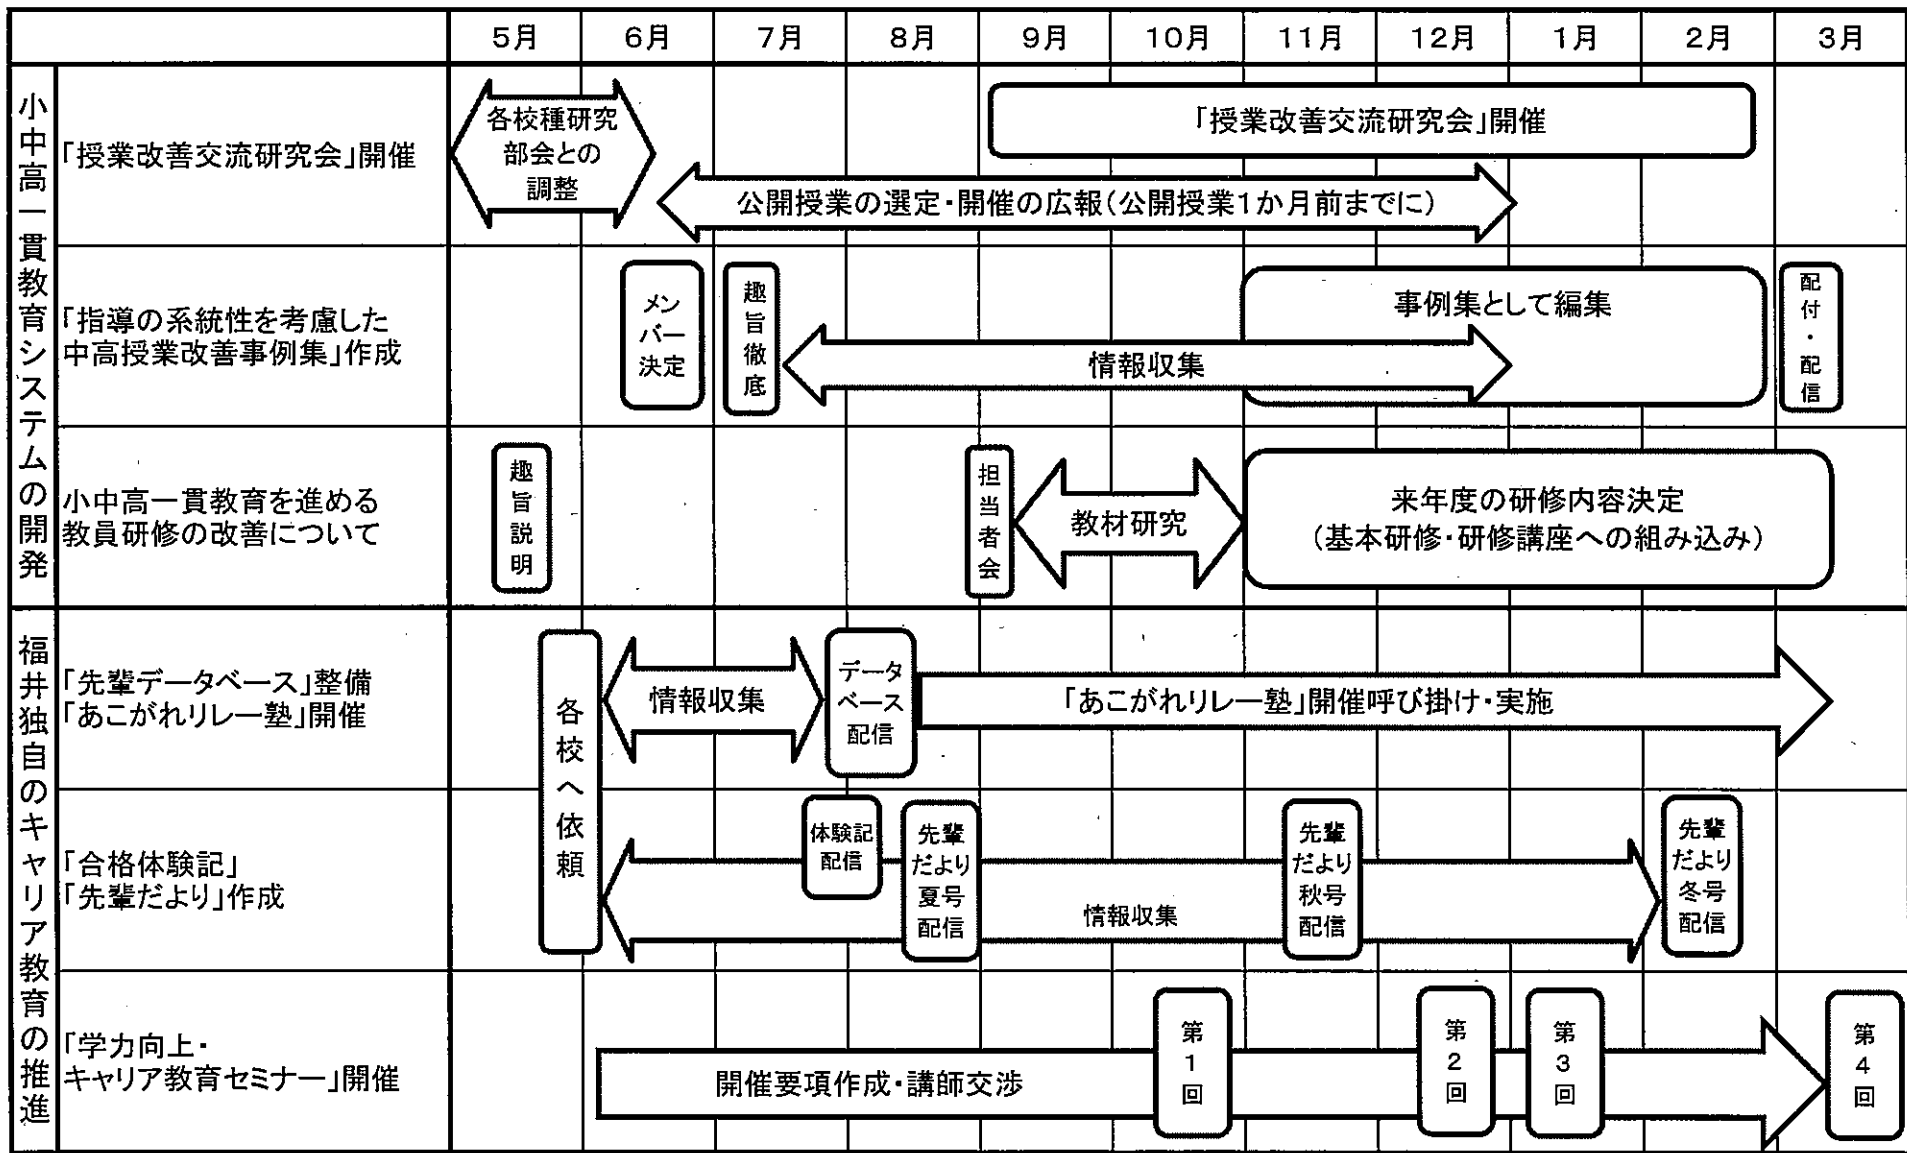 5月 6月 7月 8月 9月 10月 11月 12月 1月 2月 3月
小中高一貫教育システムの開発
「授業改善交流研究会」開催
各校種研究
部会との
調整
「授業改善交流研究会」開催
公開授業の選定・開催の広報(公開授業1か月前までに)
「指導の系統性を考慮した
中高授業改善事例集」作成
メン
バー
決定
趣旨徹底
情報収集
事例集として編集
配付・配信
小中高一貫教育を進める
教員研修の改善について
趣旨説明
担当者会
教材研究
来年度の研修内容決定
(基本研修・研修講座への組み込み)
福井独自のキャリア教育の推進
「先輩データベース」整備
「あこがれリレー塾」開催
各校へ依頼
情報収集
データ
ベース
配信
「あこがれリレー塾」開催呼び掛け・実施
「合格体験記」
「先輩だより」作成
体験記
配信
先輩
だより
夏号
配信
情報収集
先輩
だより
秋号
配信
先輩
だより
冬号
配信
「学力向上・
キャリア教育セミナー」開催
開催要項作成・講師交渉
第1回
第2回
第3回
第4回